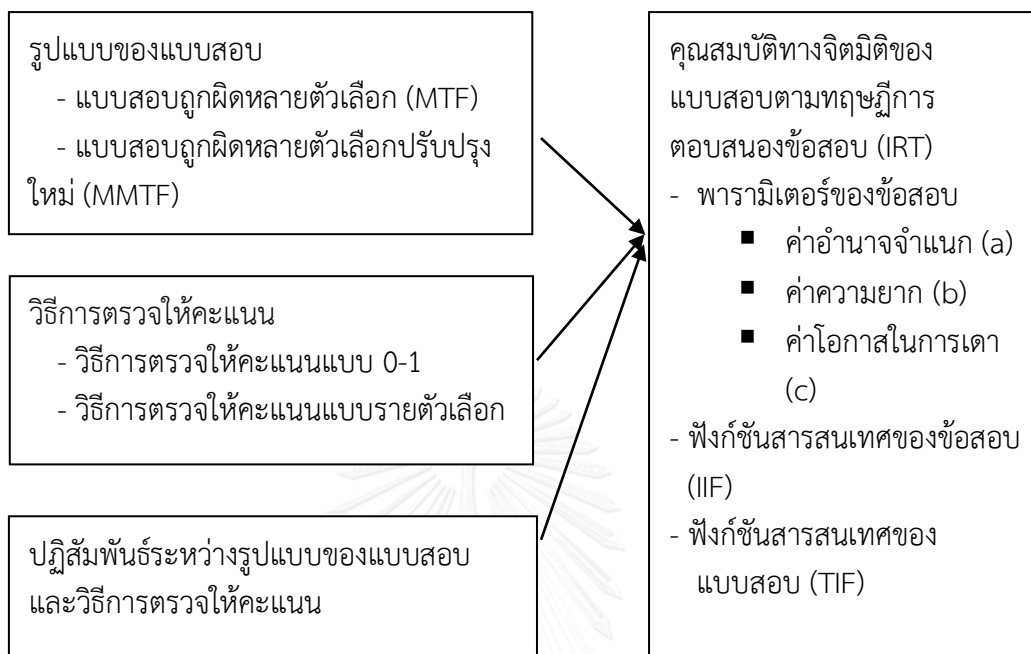 รูปแบบของแบบสอบ
- แบบสอบถูกผิดหลายตัวเลือก (MTF)
- แบบสอบถูกผิดหลายตัวเลือกปรับปรุง
ใหม่ (MMTF)
วิธีการตรวจให้คะแนน
- วิธีการตรวจให้คะแนนแบบ 0-1
- วิธีการตรวจให้คะแนนแบบรายตัวเลือก
ปฏิสัมพันธ์ระหว่างรูปแบบของแบบสอบ
และวิธีการตรวจให้คะแนน
คุณสมบัติทางจิตมิติของ
แบบสอบตามทฤษฏีการ
ตอบสนองข้อสอบ (IRT)
- พารามิเตอร์ของข้อสอบ
▪ ค่าอำนาจจำแนก (a)
▪ ค่าความยาก (b)
▪ ค่าโอกาสในการเดา
(c)
- ฟังก์ชันสารสนเทศของข้อสอบ
(IIF)
- ฟังก์ชันสารสนเทศของ
แบบสอบ (TIF)